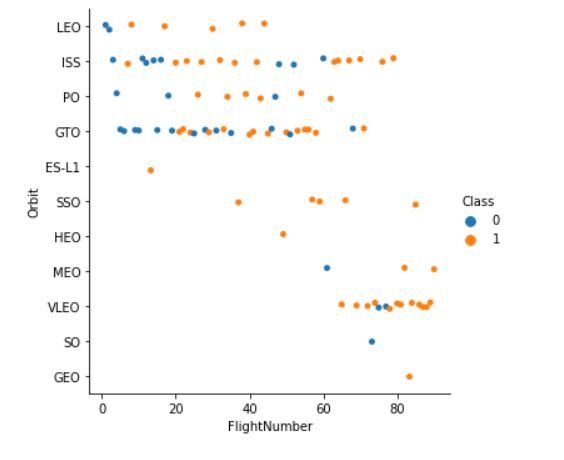 LEO
ISS
PO
GTO
ES-L1
SSO
HEO
MEO
VLEO
SO
GEO
Orbit
0 20 40 60 80
FlightNumber
Class
0
1